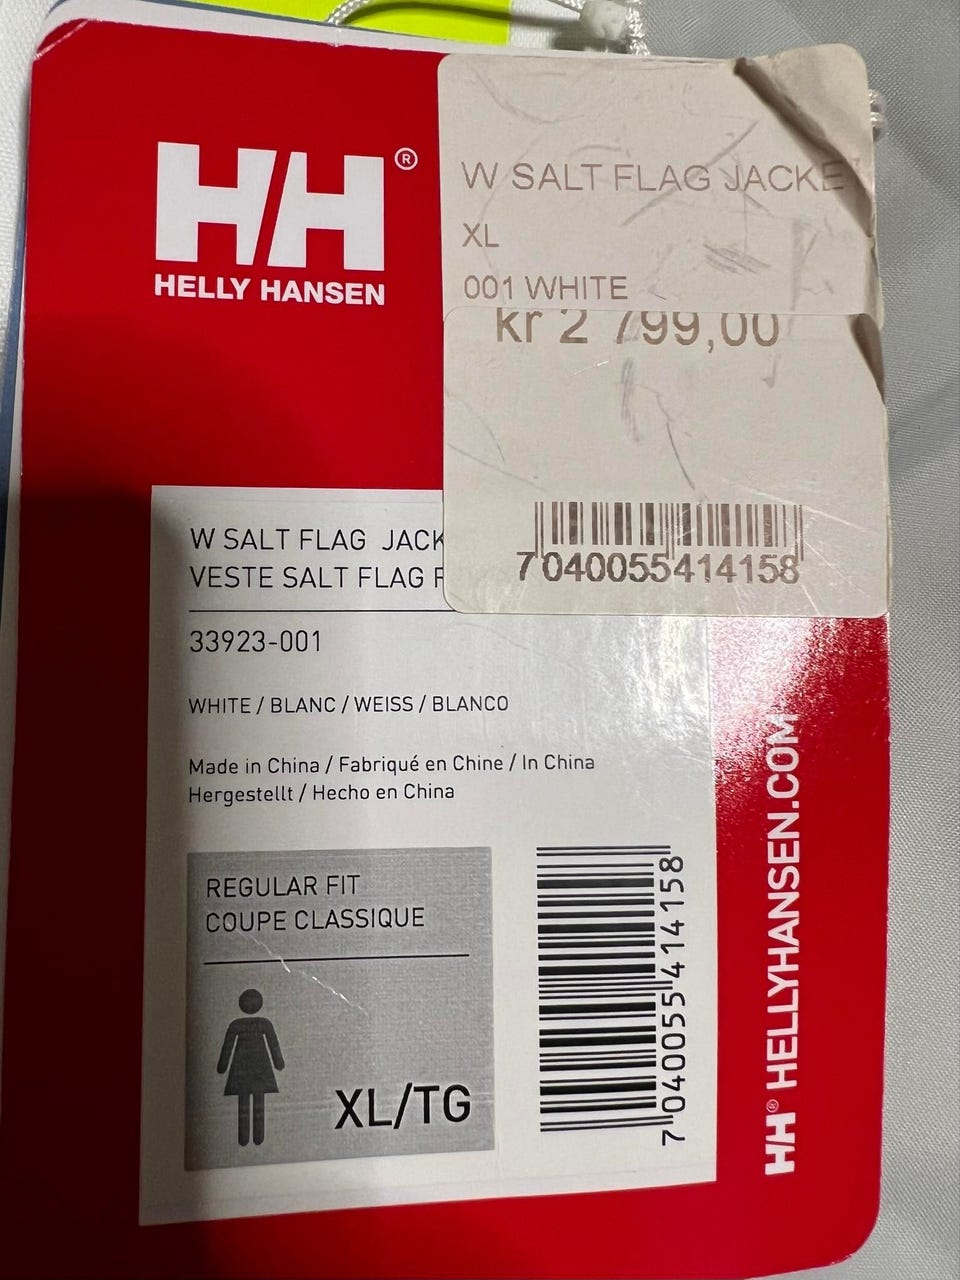 HH®
HELLY HANSEN
W SALT FLAG JACKE
XL
001 WHITE
kr 2 799,00
7040055414158
W SALT FLAG JACK
VESTE SALT FLAG
33923-001
WHITE / BLANC / WEISS / BLANCO
Made in China / Fabriqué en Chine / In China
Hergestellt / Hecho en China
REGULAR FIT
COUPE CLASSIQUE
XL/TG
7040055414158
HH® HELLYHANSEN.COM